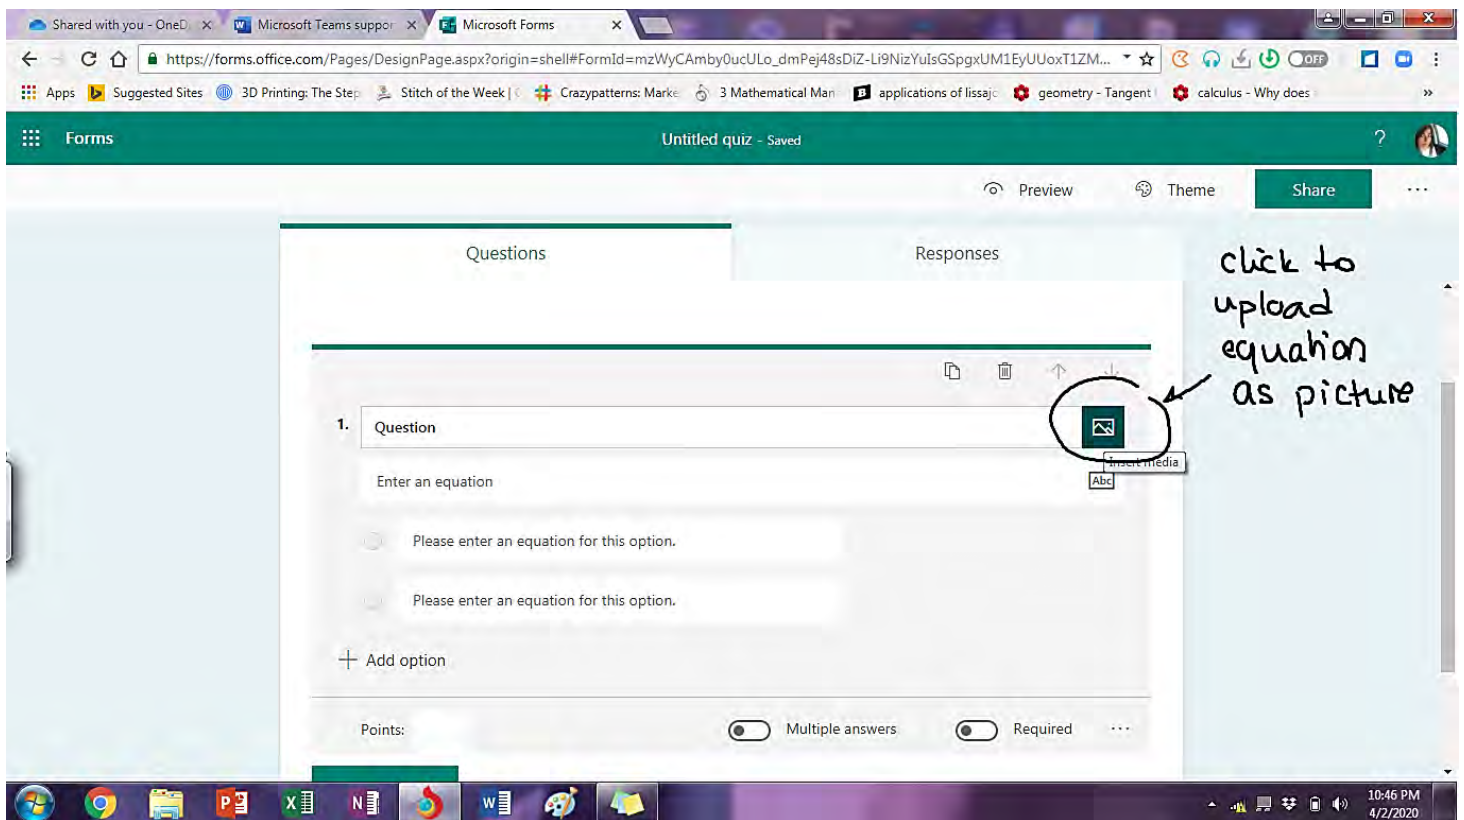 Shared with you - OneD
Microsoft Teams suppor
Microsoft Forms
https://forms.office.com/Pages/DesignPage.aspx?origin=shell#FormId=mzWyCAmby0ucULo_dmPej48sDiZ-Li9NizYuIsGSpgxUM1EyUUoxT1ZM...
OFF
Apps
Suggested Sites
3D Printing: The Step
Stitch of the Week |
Crazypatterns: Marke
3 Mathematical Man
applications of lissajo
geometry - Tangent
calculus - Why does
»
Forms
Untitled quiz - Saved
?
Preview
Theme
Share
...
Questions
Responses
click to
upload
equation
as picture
1.
Question
Insert media
Enter an equation
Abc
Please enter an equation for this option.
Please enter an equation for this option.
+ Add option
Points:
Multiple answers
Required
...
10:46 PM
4/2/2020